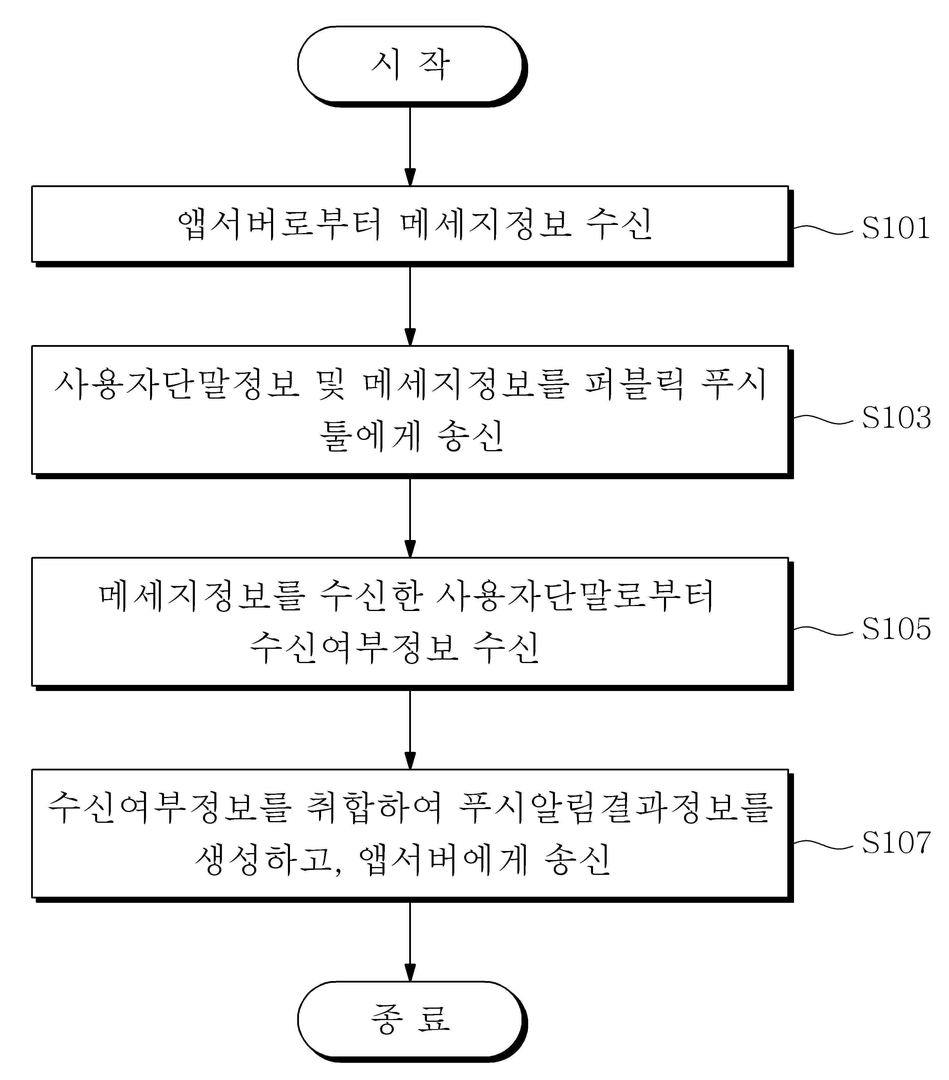 시 작
앱서버로부터 메세지정보 수신
S101
사용자단말정보 및 메세지정보를 퍼블릭 푸시
툴에게 송신
S103
메세지정보를 수신한 사용자단말로부터
수신여부정보 수신
S105
수신여부정보를 취합하여 푸시알림결과정보를
생성하고, 앱서버에게 송신
S107
종 료